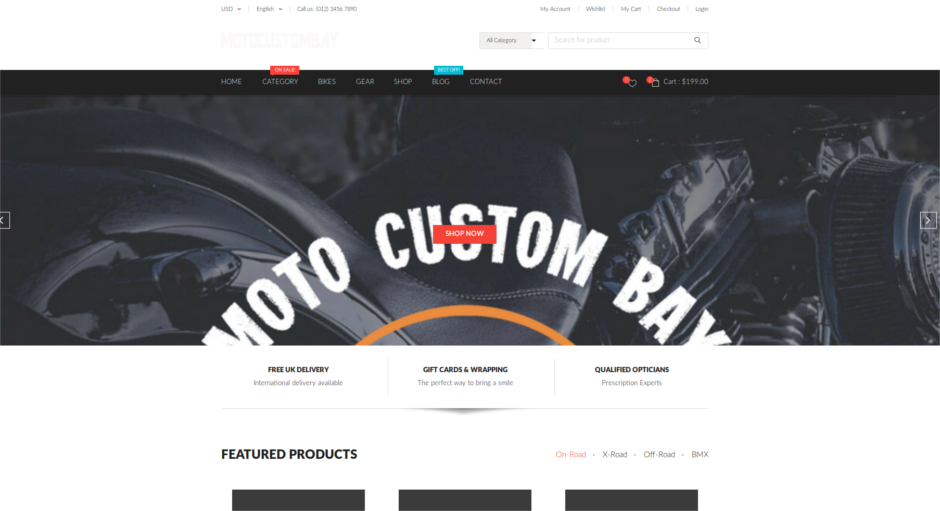 USD English Call us: (012) 3456 7890 My Account Wishlist My Cart Checkout Login
MOTOCUSTOMBAY
All Category Search for product
ON SALE! BEST OFF!
HOME CATEGORY BIKES GEAR SHOP BLOG CONTACT Cart : $199.00
MOTO CUSTOM BAY
SHOP NOW
FREE UK DELIVERY GIFT CARDS & WRAPPING QUALIFIED OPTICIANS
International delivery available The perfect way to bring a smile Prescription Experts
FEATURED PRODUCTS On-Road - X-Road - Off-Road - BMX